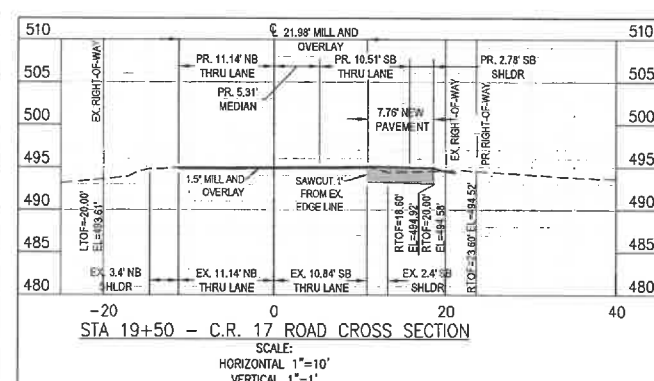 ℄ 21.98' MILL AND
OVERLAY
510
510
PR. 11.14' NB
THRU LANE
PR. 10.51' SB
THRU LANE
PR. 2.78' SB
SHLDR
EX. RIGHT-OF-WAY
505
505
PR. 5.31'
MEDIAN
7.76' NEW
PAVEMENT
EX. RIGHT-OF-WAY
PR. RIGHT-OF-WAY
500
500
495
495
1.5" MILL AND
OVERLAY
SAWCUT 1'
FROM EX.
EDGE LINE
490
490
LTOF=-20.00'
EL=493.61'
RTOF=18.60'
EL=494.92'
RTOF=20.00'
EL=494.58'
RTOF=23.60' EL=494.52'
485
485
EX. 3.4' NB
SHLDR
EX. 11.14' NB
THRU LANE
EX. 10.84' SB
THRU LANE
EX. 2.4' SB
SHLDR
480
480
-20
0
20
40
STA 19+50 - C.R. 17 ROAD CROSS SECTION
SCALE:
HORIZONTAL 1"=10'
VERTICAL 1"=1'